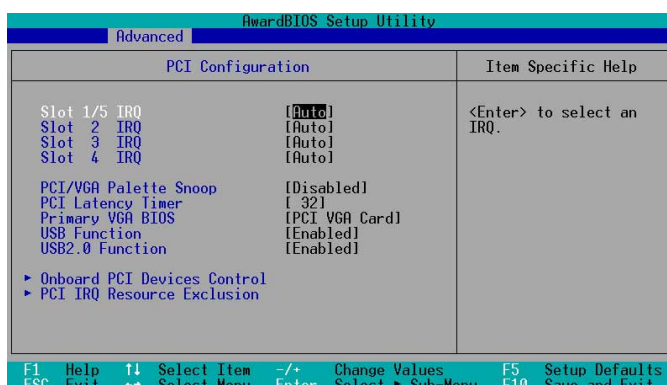 AwardBIOS Setup Utility
Advanced
PCI Configuration
Item Specific Help
Slot 1/5 IRQ [Auto]
Slot 2 IRQ [Auto]
Slot 3 IRQ [Auto]
Slot 4 IRQ [Auto]
<Enter> to select an
IRQ.
PCI/VGA Palette Snoop [Disabled]
PCI Latency Timer [ 32]
Primary VGA BIOS [PCI VGA Card]
USB Function [Enabled]
USB2.0 Function [Enabled]
► Onboard PCI Devices Control
► PCI IRQ Resource Exclusion
F1 Help ↑↓ Select Item -/+ Change Values F5 Setup Defaults
ESC Exit ↔ Select Menu Enter Select ► Sub-Menu F10 Save and Exit